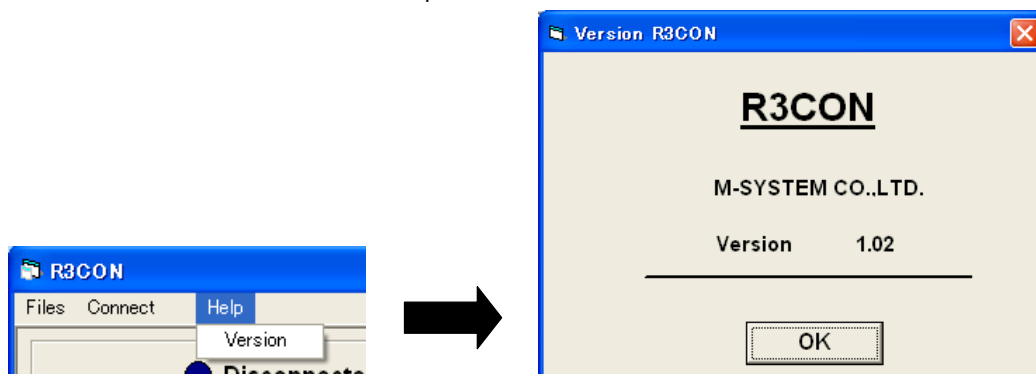 Version R3CON
R3CON
M-SYSTEM CO.,LTD.
Version 1.02
OK
R3CON
Files Connect Help
Version